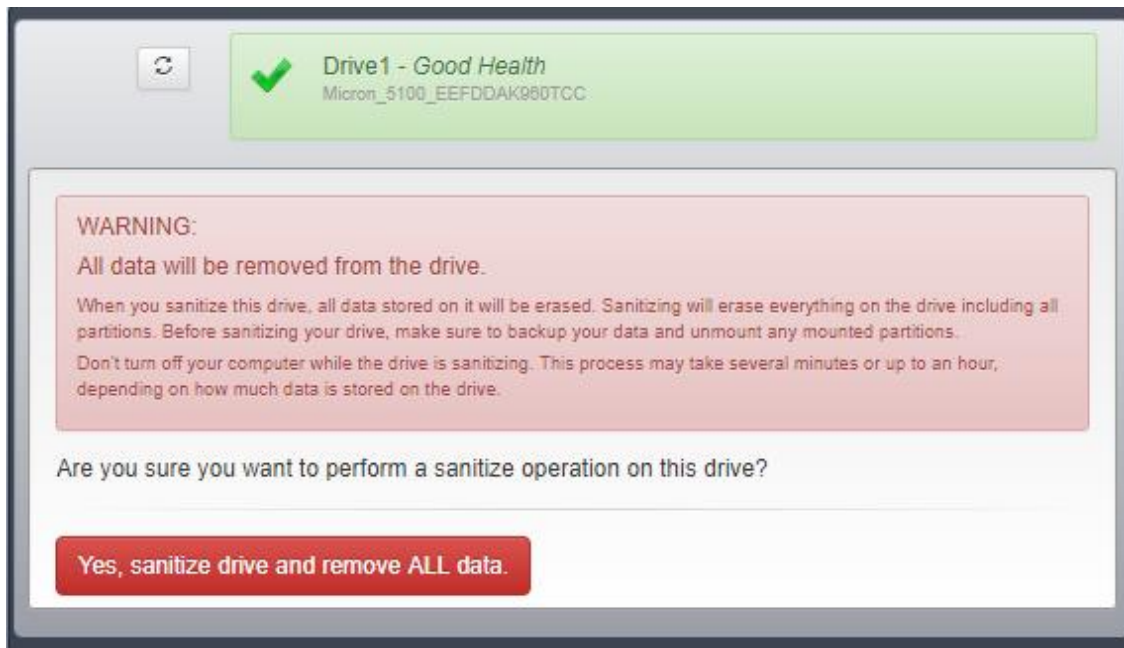 Drive1 - Good Health
Micron_5100_EEFDDAK960TCC
WARNING:
All data will be removed from the drive.
When you sanitize this drive, all data stored on it will be erased. Sanitizing will erase everything on the drive including all
partitions. Before sanitizing your drive, make sure to backup your data and unmount any mounted partitions.
Don't turn off your computer while the drive is sanitizing. This process may take several minutes or up to an hour,
depending on how much data is stored on the drive.
Are you sure you want to perform a sanitize operation on this drive?
Yes, sanitize drive and remove ALL data.